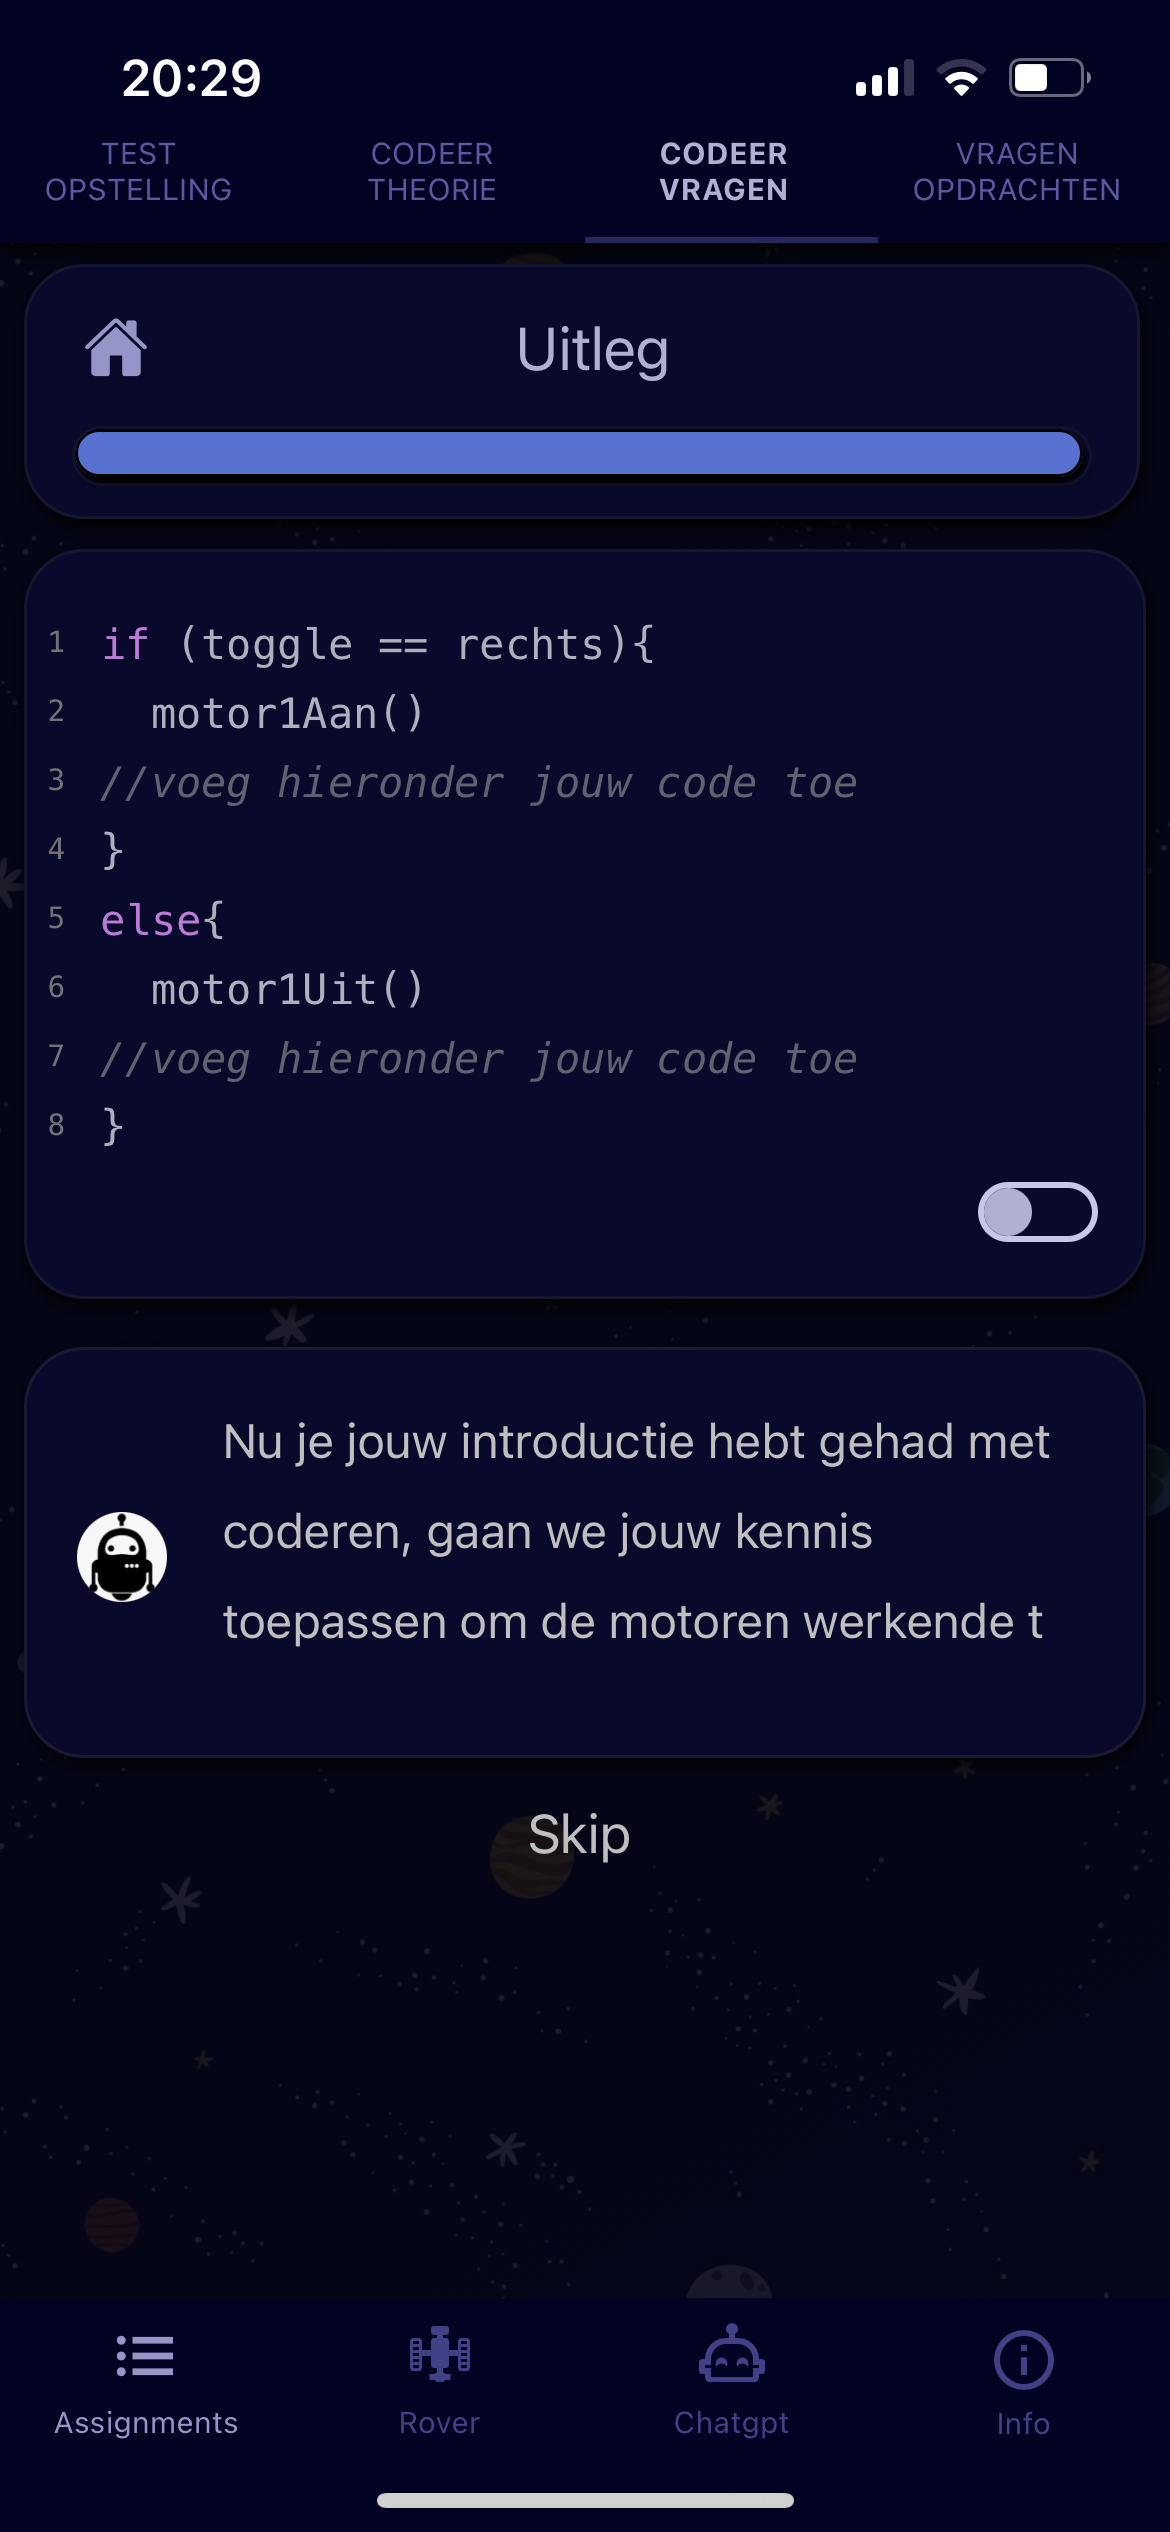 20:29
TEST
OPSTELLING
CODEER
THEORIE
CODEER
VRAGEN
VRAGEN
OPDRACHTEN
Uitleg
1 if (toggle == rechts){
2   motor1Aan()
3 //voeg hieronder jouw code toe
4 }
5 else{
6   motor1Uit()
7 //voeg hieronder jouw code toe
8 }
Nu je jouw introductie hebt gehad met
coderen, gaan we jouw kennis
toepassen om de motoren werkende t
Skip
Assignments
Rover
Chatgpt
Info